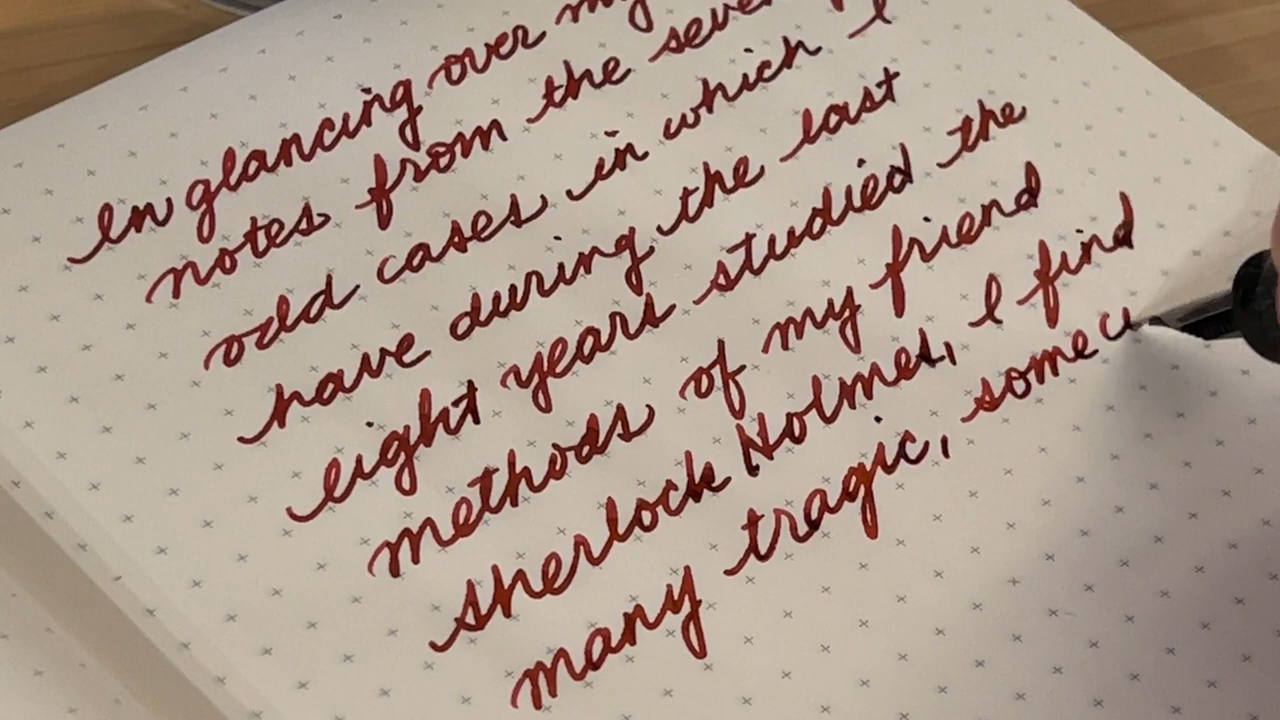 In glancing over my
notes from the seven
odd cases in which I
have during the last
eight years studied the
methods of my friend
Sherlock Holmes, I find
many tragic, some